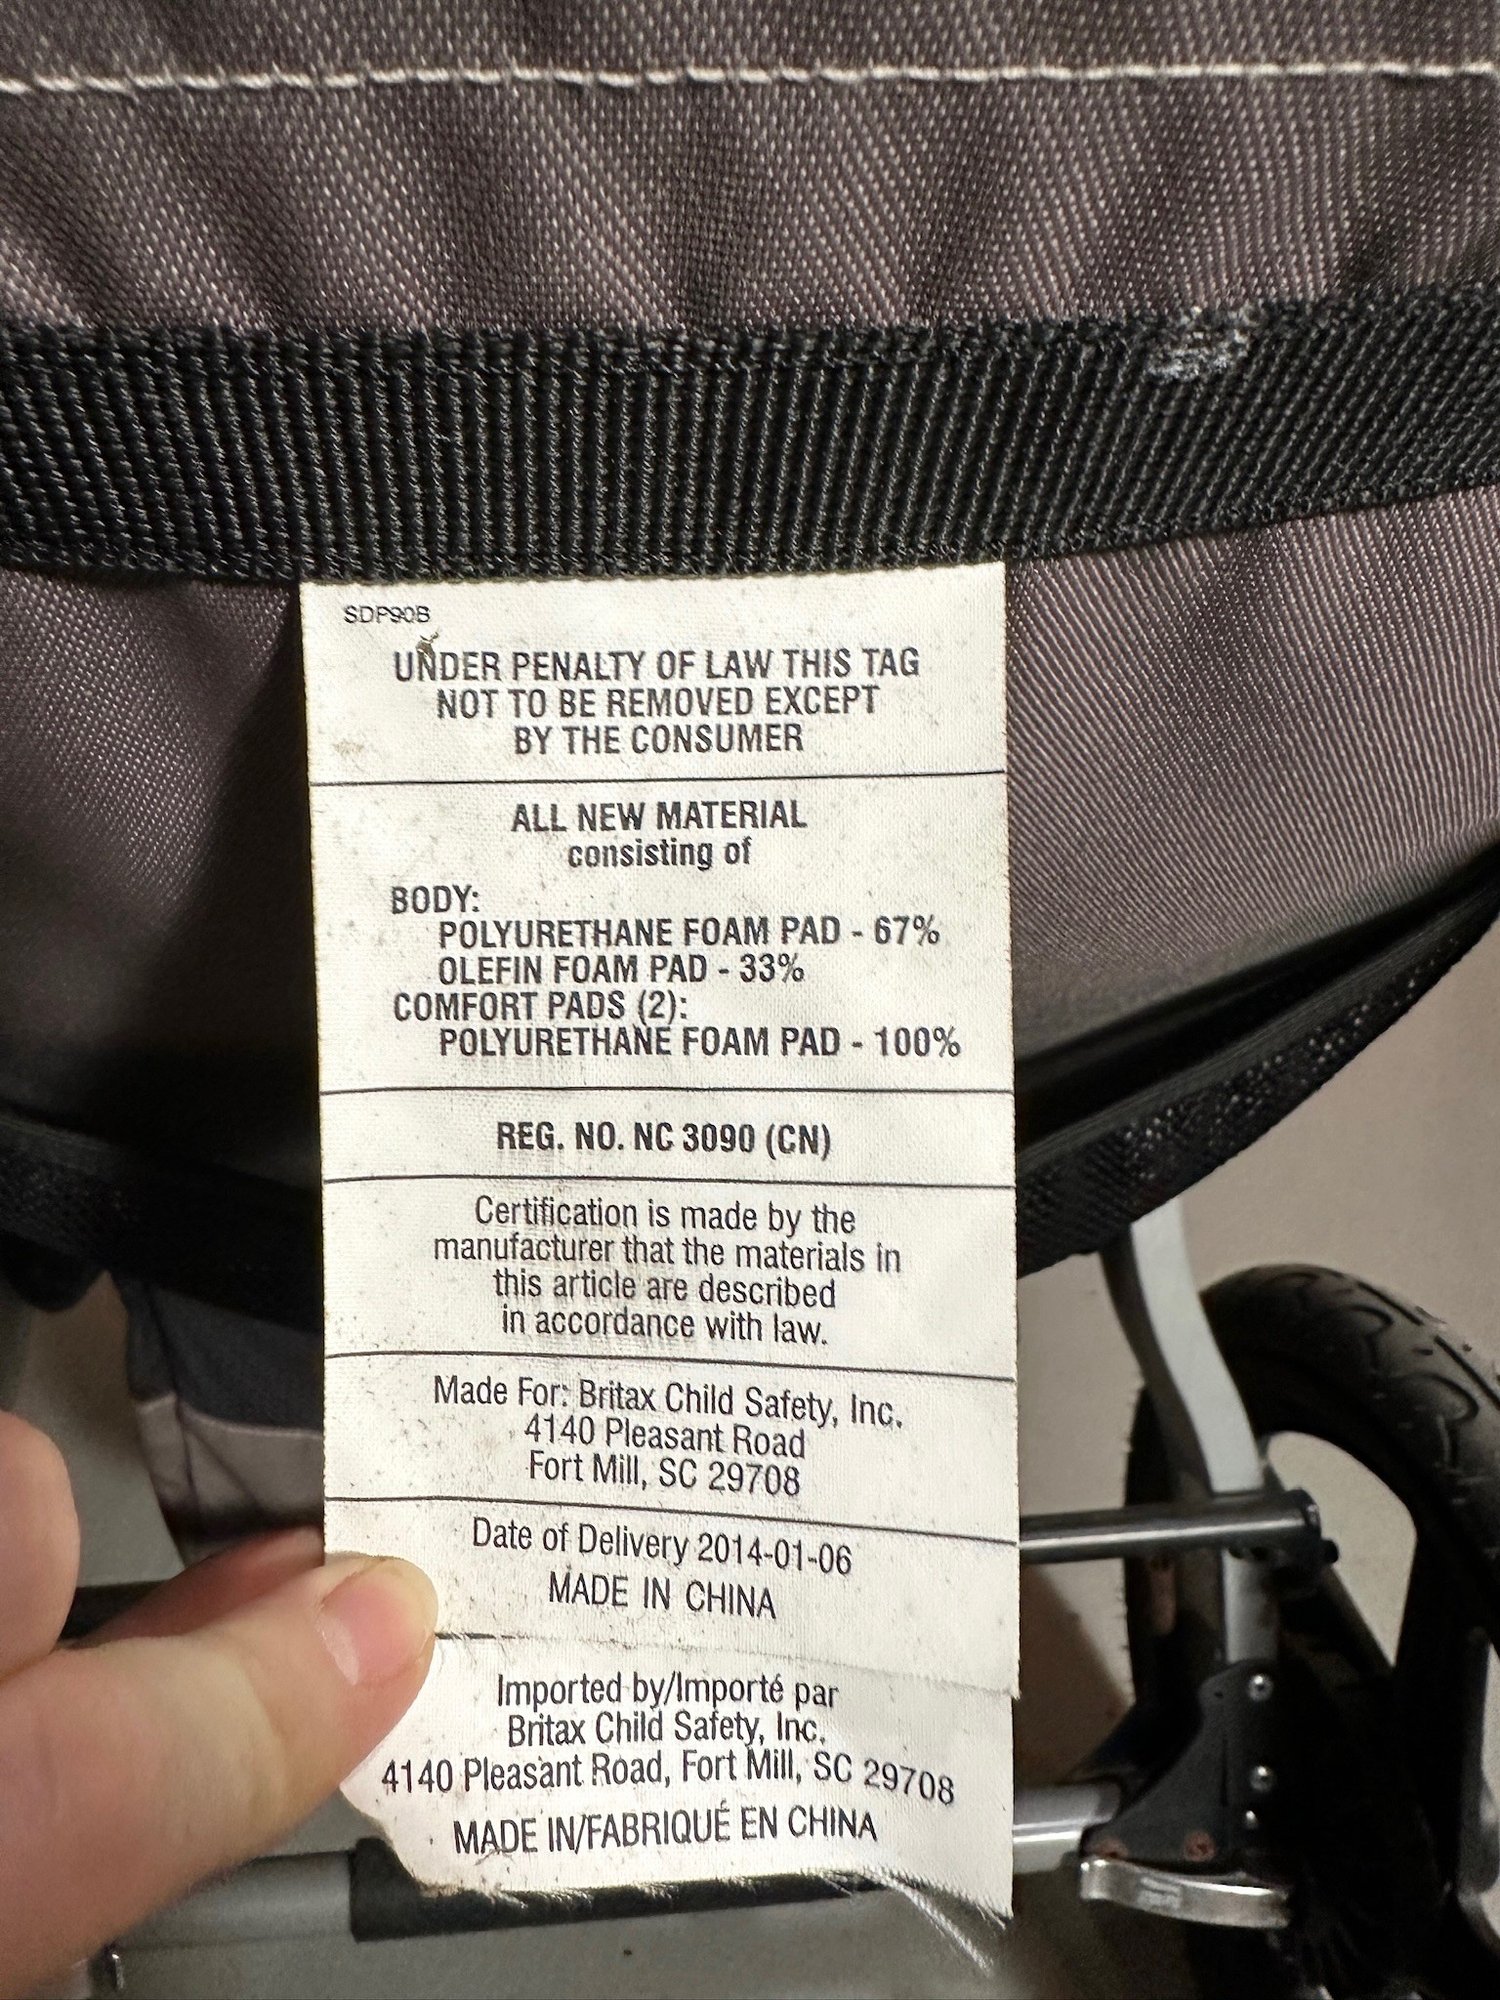 SDP90B
UNDER PENALTY OF LAW THIS TAG
NOT TO BE REMOVED EXCEPT
BY THE CONSUMER
ALL NEW MATERIAL
consisting of
BODY:
POLYURETHANE FOAM PAD - 67%
OLEFIN FOAM PAD - 33%
COMFORT PADS (2):
POLYURETHANE FOAM PAD - 100%
REG. NO. NC 3090 (CN)
Certification is made by the
manufacturer that the materials in
this article are described
in accordance with law.
Made For: Britax Child Safety, Inc.
4140 Pleasant Road
Fort Mill, SC 29708
Date of Delivery 2014-01-06
MADE IN CHINA
Imported by/Importé par
Britax Child Safety, Inc.
4140 Pleasant Road, Fort Mill, SC 29708
MADE IN/FABRIQUÉ EN CHINA